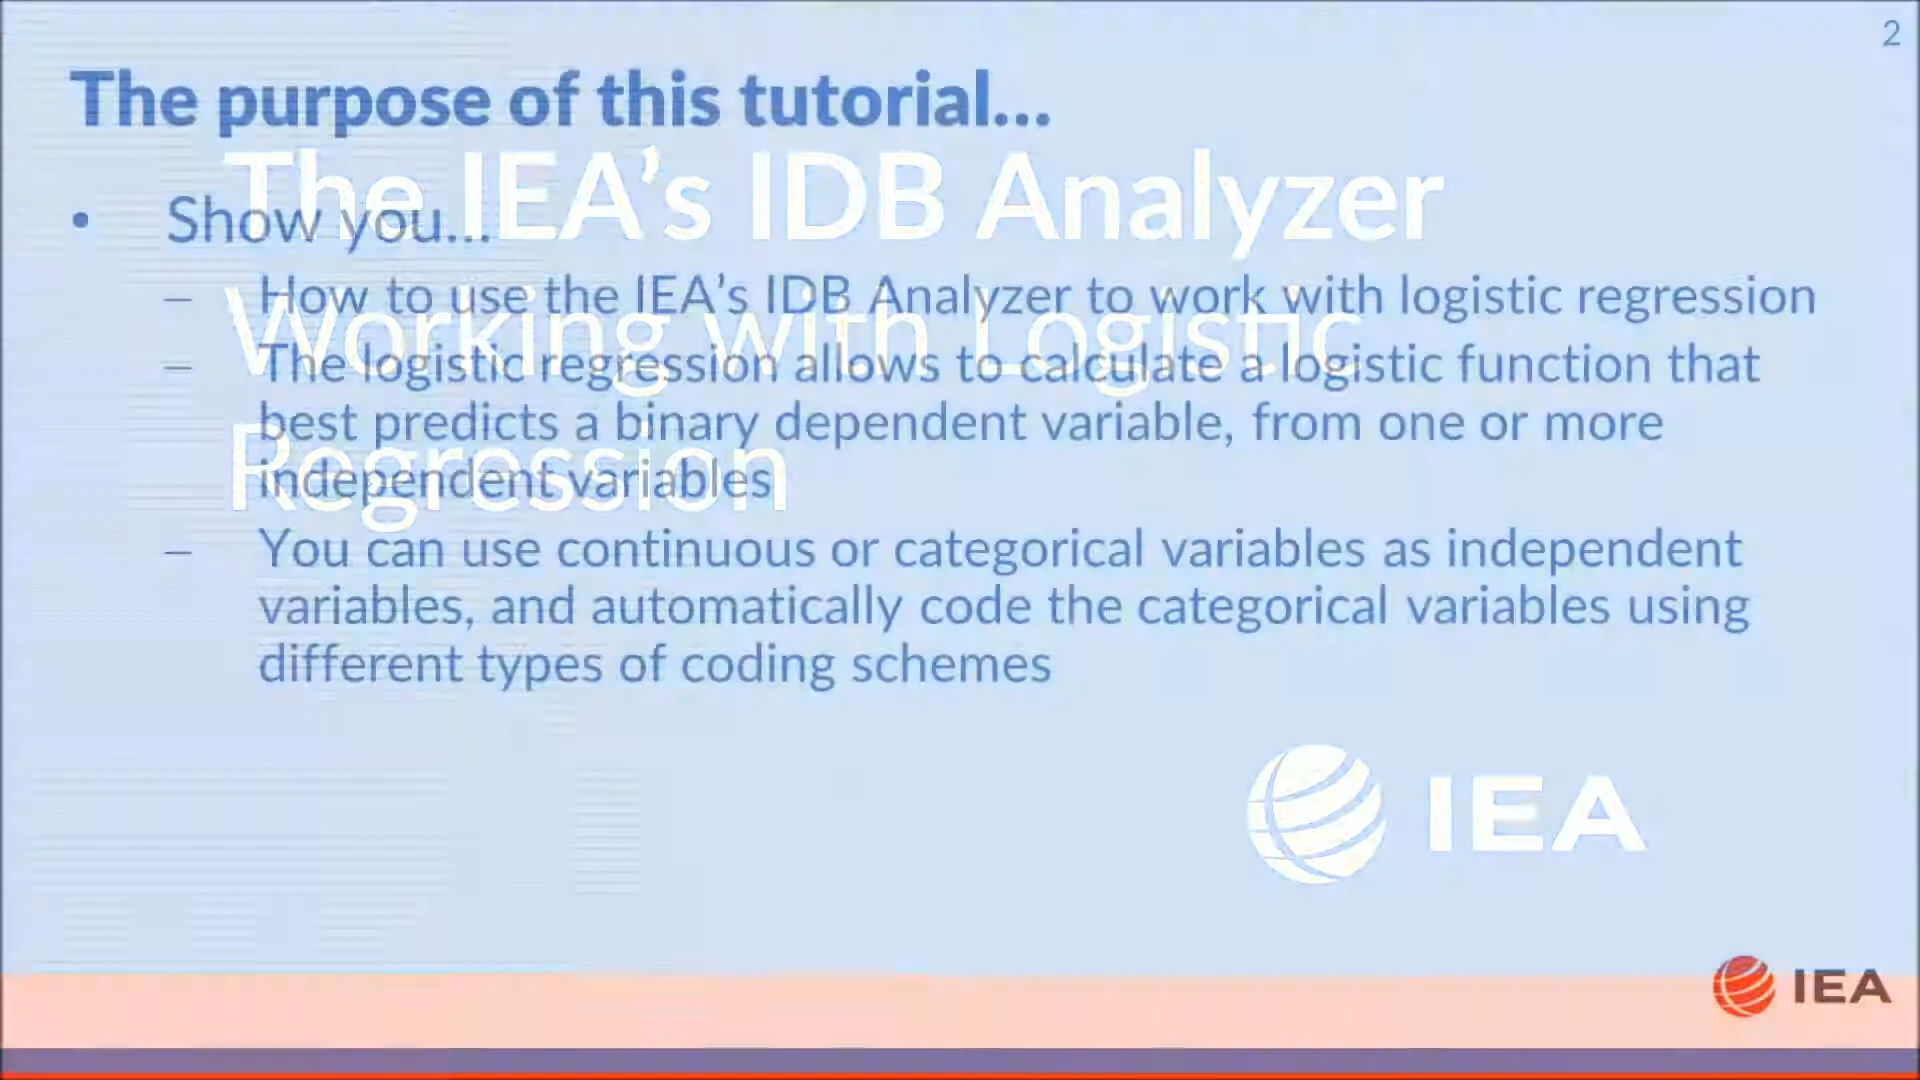 2
The purpose of this tutorial...
The IEA's IDB Analyzer
Working with Logistic
Regression
• Show you...
– How to use the IEA's IDB Analyzer to work with logistic regression
– The logistic regression allows to calculate a logistic function that
best predicts a binary dependent variable, from one or more
independent variables
– You can use continuous or categorical variables as independent
variables, and automatically code the categorical variables using
different types of coding schemes
IEA
IEA